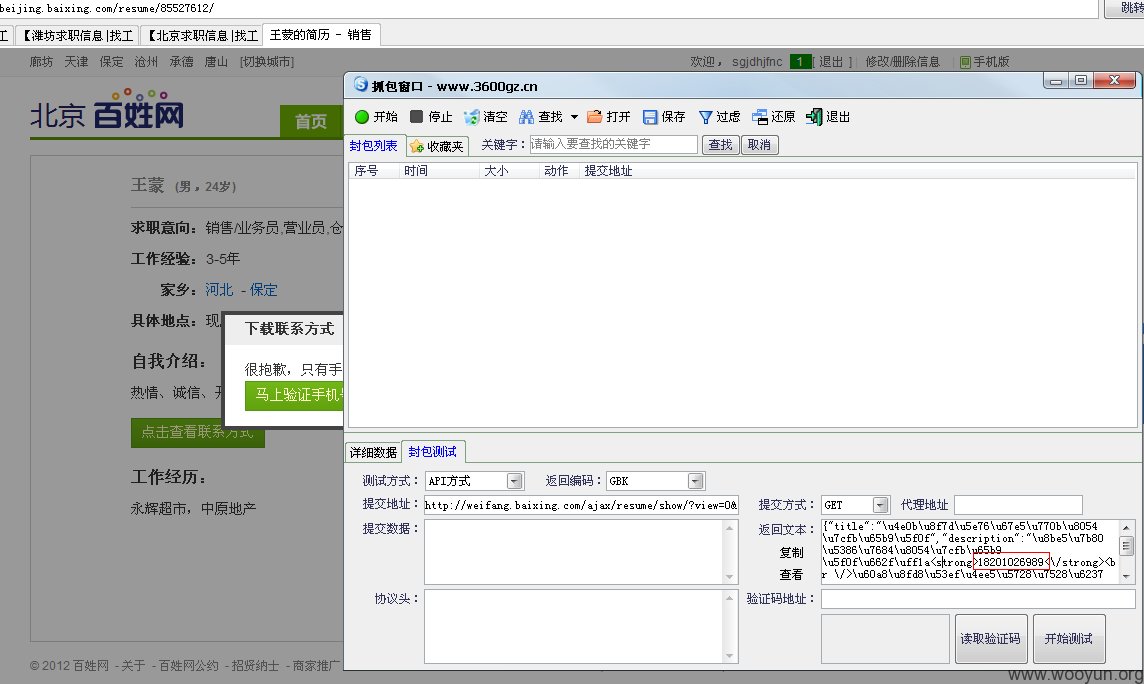 beijing.baixing.com/resume/85527612/
跳转
工 【潍坊求职信息|找工 【北京求职信息|找工 王蒙的简历 - 销售
廊坊 天津 保定 沧州 承德 唐山 [切换城市] 欢迎， sgjdhjfnc 1 [ 退出 ] 修改/删除信息 手机版
北京 百姓网 首页
王蒙 (男，24岁)
求职意向: 销售/业务员,营业员,仓
工作经验: 3-5年
家乡: 河北 - 保定
具体地点: 现
自我介绍:
热情、诚信、开
点击查看联系方式
工作经历:
永辉超市，中原地产
©2012百姓网 - 关于 - 百姓网公约 - 招贤纳士 - 商家推广
下载联系方式
很抱歉，只有手
马上验证手机号
抓包窗口 - www.3600gz.cn
开始 停止 清空 查找 打开 保存 过虑 还原 退出
封包列表 收藏夹 关键字： 请输入要查找的关键字 查找 取消
序号 时间 大小 动作 提交地址
详细数据 封包测试
测试方式： API方式 返回编码： GBK
提交地址： http://weifang.baixing.com/ajax/resume/show/?view=0& 提交方式： GET 代理地址
提交数据： 返回文本：
{"title":"\u4e0b\u8f7d\u5e76\u67e5\u770b\u8054
\u7cfb\u65b9\u5f0f","description":"\u8be5\u7b80
\u5386\u7684\u8054\u7cfb\u65b9
\u5f0f\u662f\uff1a<strong>18201026989<\/strong><b
r \/>\u60a8\u8fd8\u53ef\u4ee5\u5728\u7528\u6237
复制
查看
协议头： 验证码地址：
读取验证码 开始测试
www.wooyun.org